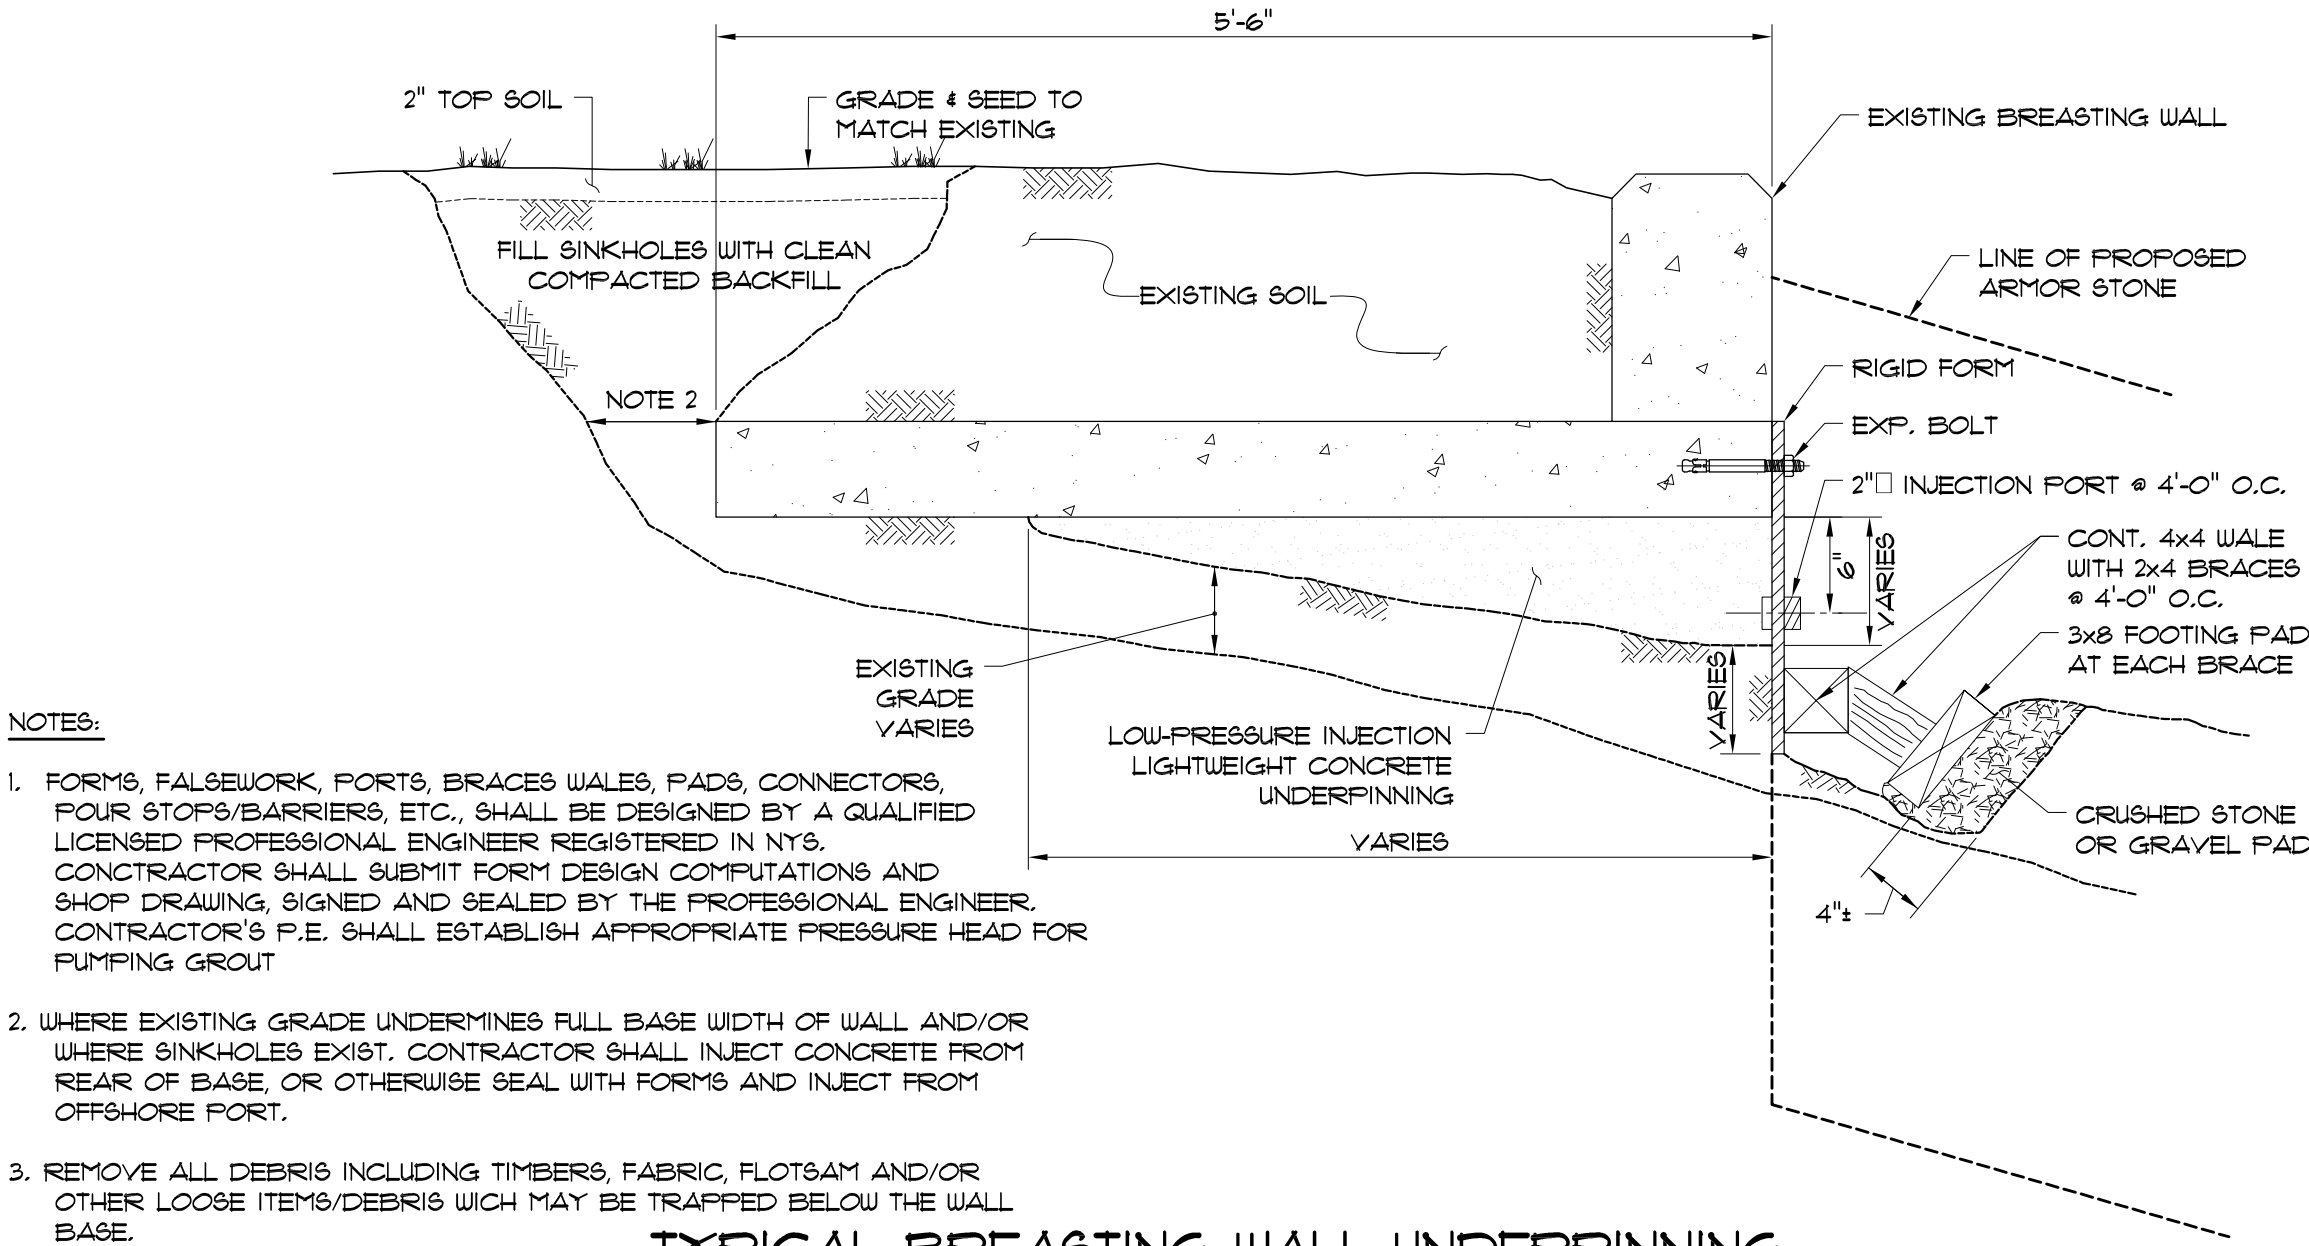 5'-6"
2" TOP SOIL
GRADE & SEED TO
MATCH EXISTING
EXISTING BREASTING WALL
FILL SINKHOLES WITH CLEAN
COMPACTED BACKFILL
EXISTING SOIL
LINE OF PROPOSED
ARMOR STONE
RIGID FORM
NOTE 2
EXP. BOLT
2"□ INJECTION PORT @ 4'-0" O.C.
6"
VARIES
CONT. 4x4 WALE
WITH 2x4 BRACES
@ 4'-0" O.C.
3x8 FOOTING PAD
AT EACH BRACE
EXISTING
GRADE
VARIES
VARIES
LOW-PRESSURE INJECTION
LIGHTWEIGHT CONCRETE
UNDERPINNING
VARIES
CRUSHED STONE
OR GRAVEL PAD
4"±
NOTES:
1. FORMS, FALSEWORK, PORTS, BRACES WALES, PADS, CONNECTORS,
POUR STOPS/BARRIERS, ETC., SHALL BE DESIGNED BY A QUALIFIED
LICENSED PROFESSIONAL ENGINEER REGISTERED IN NYS.
CONCTRACTOR SHALL SUBMIT FORM DESIGN COMPUTATIONS AND
SHOP DRAWING, SIGNED AND SEALED BY THE PROFESSIONAL ENGINEER.
CONTRACTOR'S P.E. SHALL ESTABLISH APPROPRIATE PRESSURE HEAD FOR
PUMPING GROUT
2. WHERE EXISTING GRADE UNDERMINES FULL BASE WIDTH OF WALL AND/OR
WHERE SINKHOLES EXIST. CONTRACTOR SHALL INJECT CONCRETE FROM
REAR OF BASE, OR OTHERWISE SEAL WITH FORMS AND INJECT FROM
OFFSHORE PORT.
3. REMOVE ALL DEBRIS INCLUDING TIMBERS, FABRIC, FLOTSAM AND/OR
OTHER LOOSE ITEMS/DEBRIS WICH MAY BE TRAPPED BELOW THE WALL
BASE.
TYPICAL BREASTING WALL UNDERPINNING